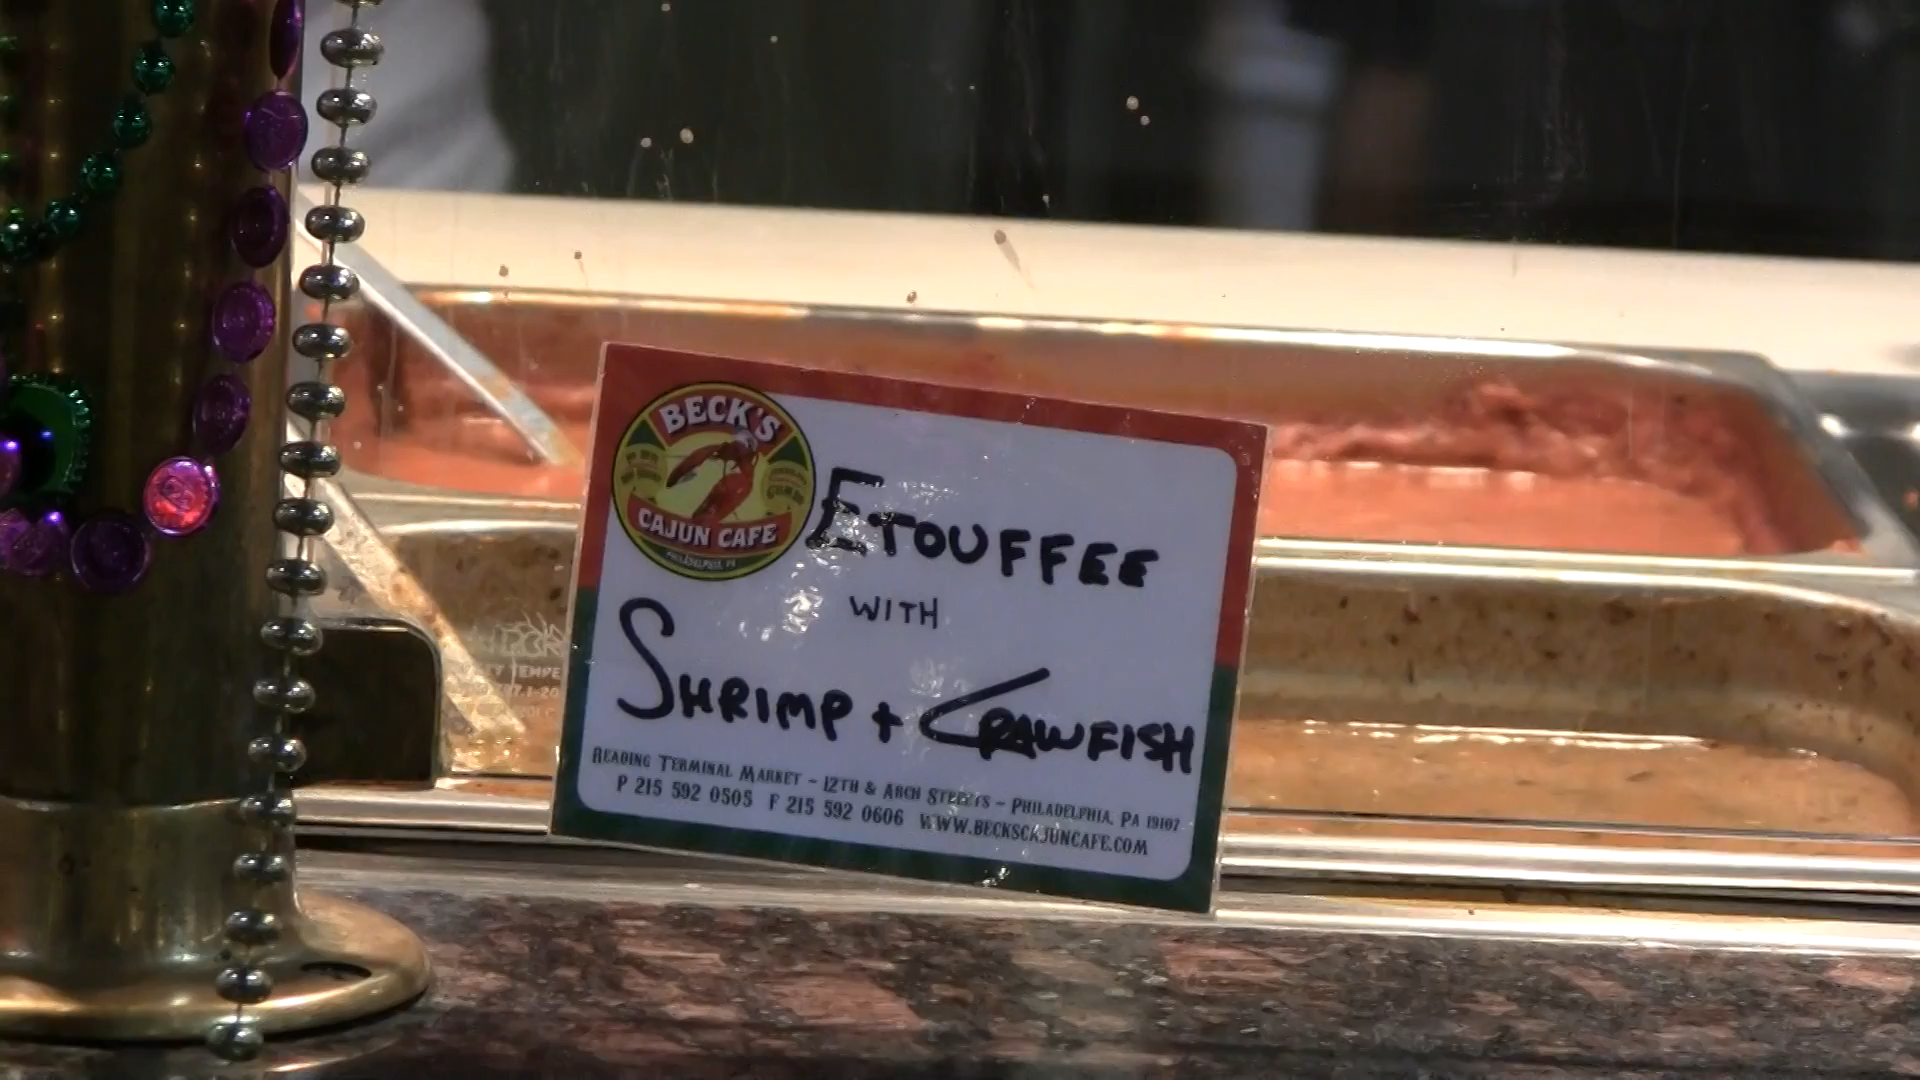 BECK'S
CAJUN CAFE
PHILADELPHIA, PA
ETOUFFEE
WITH
SHRIMP + CRAWFISH
READING TERMINAL MARKET - 12TH & ARCH STREETS - PHILADELPHIA, PA 19107
P 215 592 0505 F 215 592 0606 WWW.BECKSCAJUNCAFE.COM